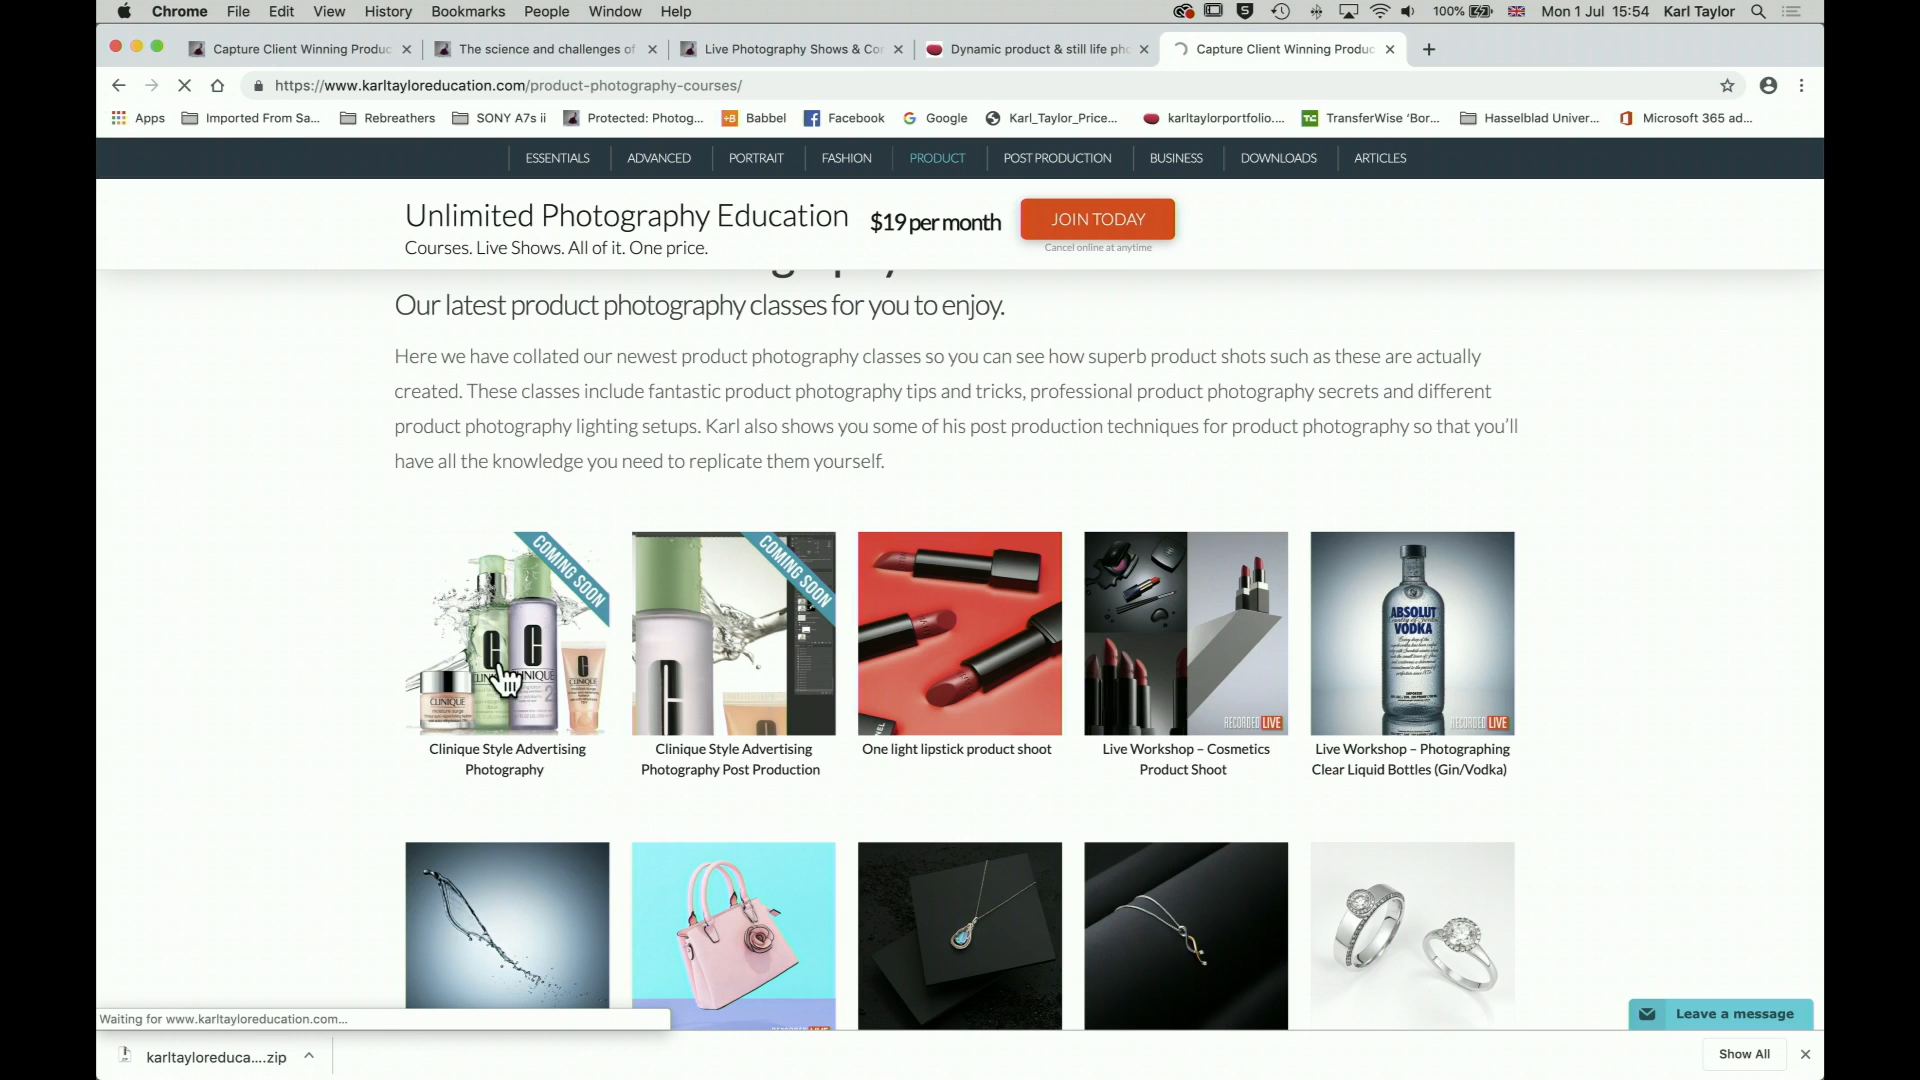 Chrome File Edit View History Bookmarks People Window Help 100% Mon 1 Jul 15:54 Karl Taylor
Capture Client Winning Produc The science and challenges of Live Photography Shows & Co Dynamic product & still life pho Capture Client Winning Produc
https://www.karltayloreducation.com/product-photography-courses/
Apps Imported From Sa... Rebreathers SONY A7s ii Protected: Photog... +B Babbel Facebook Google Karl_Taylor_Price... karltaylorportfolio.... TransferWise ‘Bor... Hasselblad Univer... Microsoft 365 ad...
ESSENTIALS ADVANCED PORTRAIT FASHION PRODUCT POST PRODUCTION BUSINESS DOWNLOADS ARTICLES
Unlimited Photography Education $19 per month JOIN TODAY
Courses. Live Shows. All of it. One price. Cancel online at anytime
Our latest product photography classes for you to enjoy.
Here we have collated our newest product photography classes so you can see how superb product shots such as these are actually
created. These classes include fantastic product photography tips and tricks, professional product photography secrets and different
product photography lighting setups. Karl also shows you some of his post production techniques for product photography so that you’ll
have all the knowledge you need to replicate them yourself.
COMING SOON COMING SOON
ABSOLUT
VODKA
CLINIQUE
CLINIQUE
RECORDED LIVE RECORDED LIVE
Clinique Style Advertising
Photography
Clinique Style Advertising
Photography Post Production
One light lipstick product shoot
Live Workshop – Cosmetics
Product Shoot
Live Workshop – Photographing
Clear Liquid Bottles (Gin/Vodka)
Leave a message
Waiting for www.karltayloreducation.com...
karltayloreduca....zip Show All